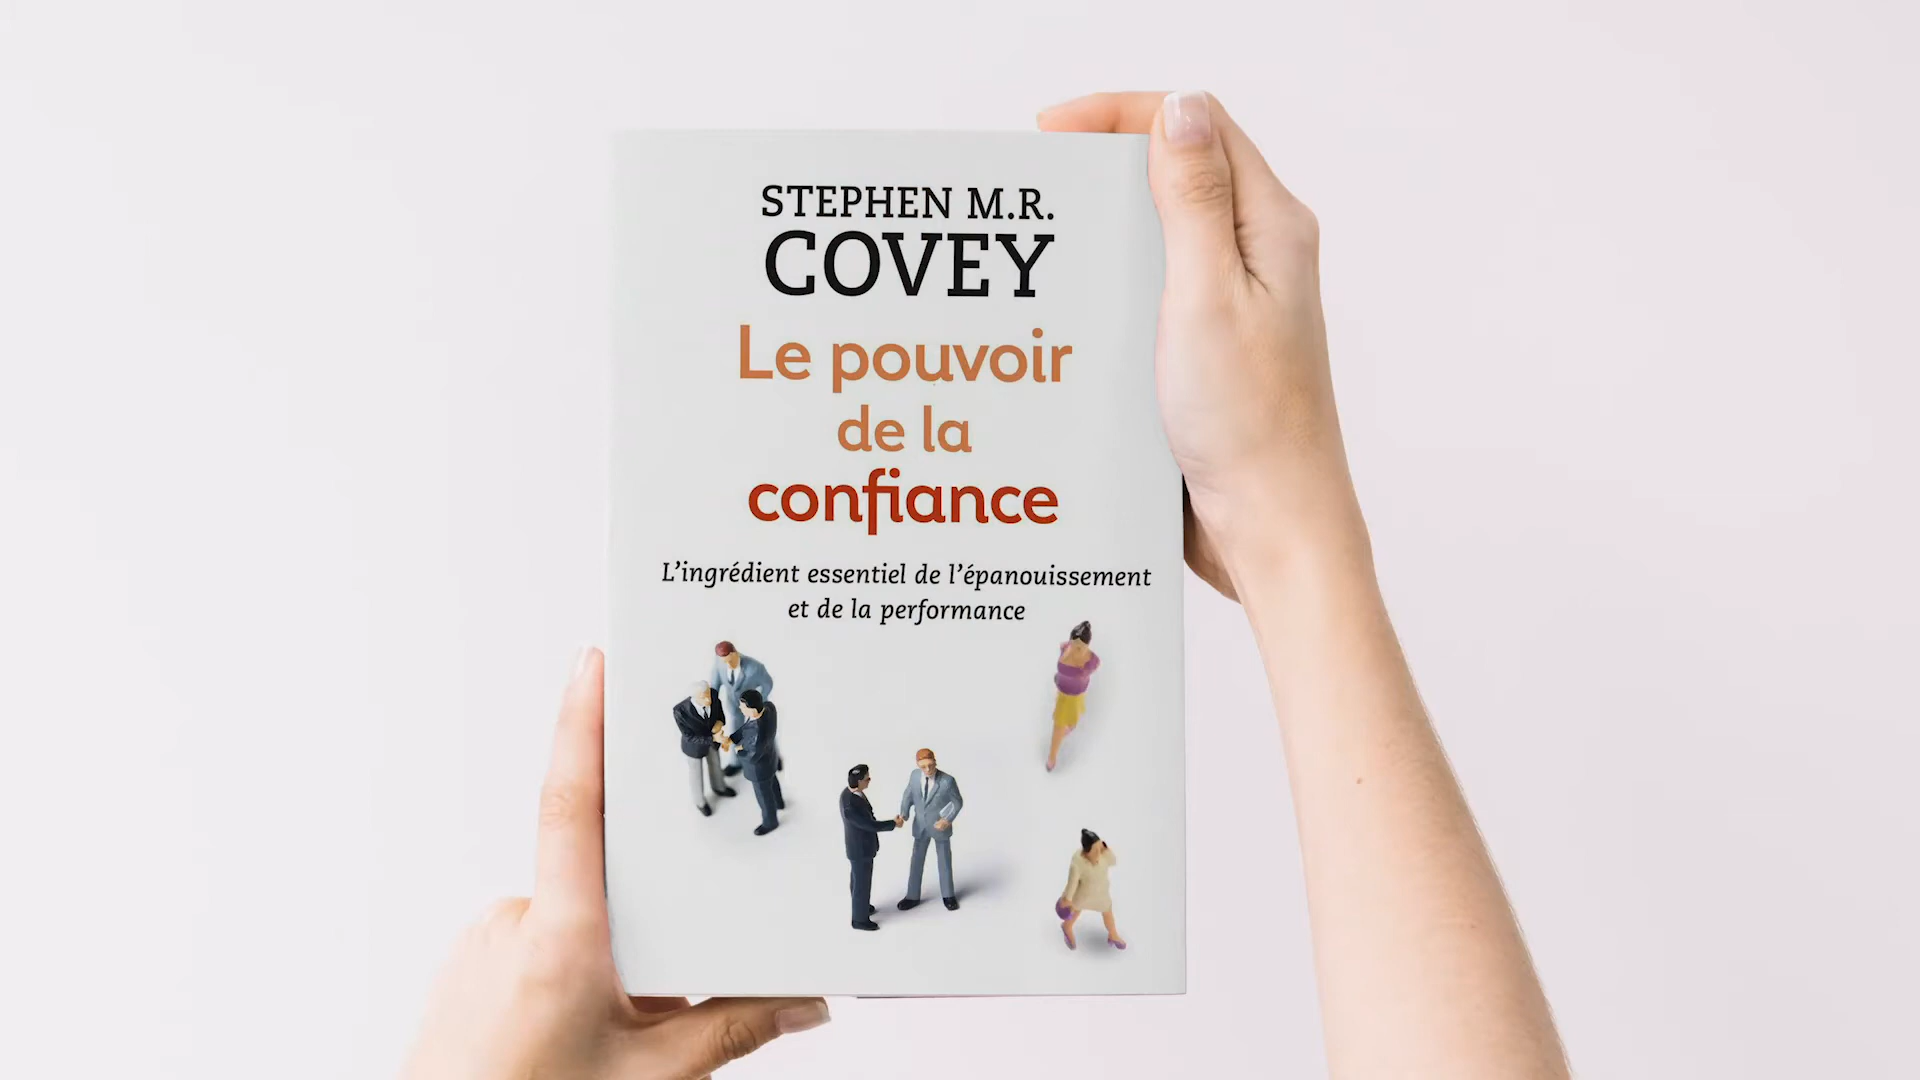 STEPHEN M.R.
COVEY
Le pouvoir
de la
confiance
L'ingrédient essentiel de l'épanouissement
et de la performance